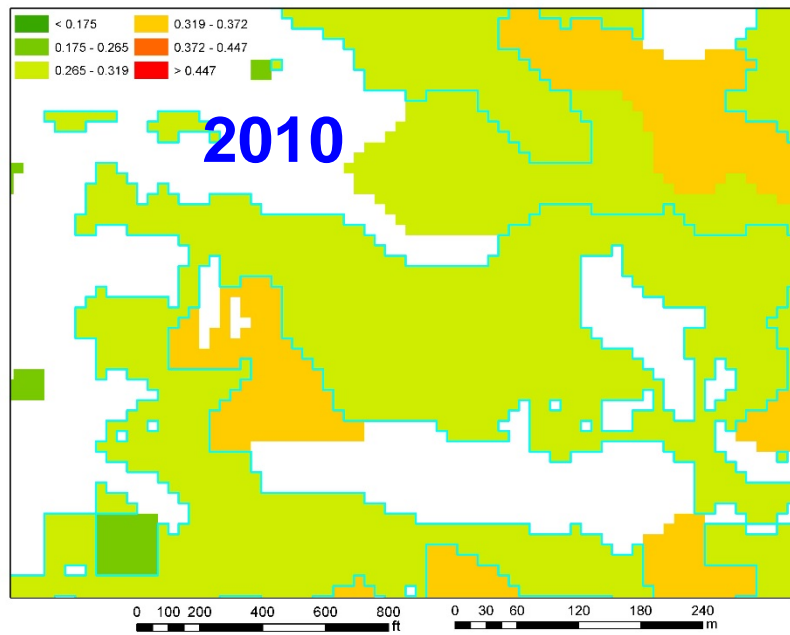 < 0.175 0.319 - 0.372
0.175 - 0.265 0.372 - 0.447
0.265 - 0.319 > 0.447
2010
0 100 200 400 600 800 ft
0 30 60 120 180 240 m